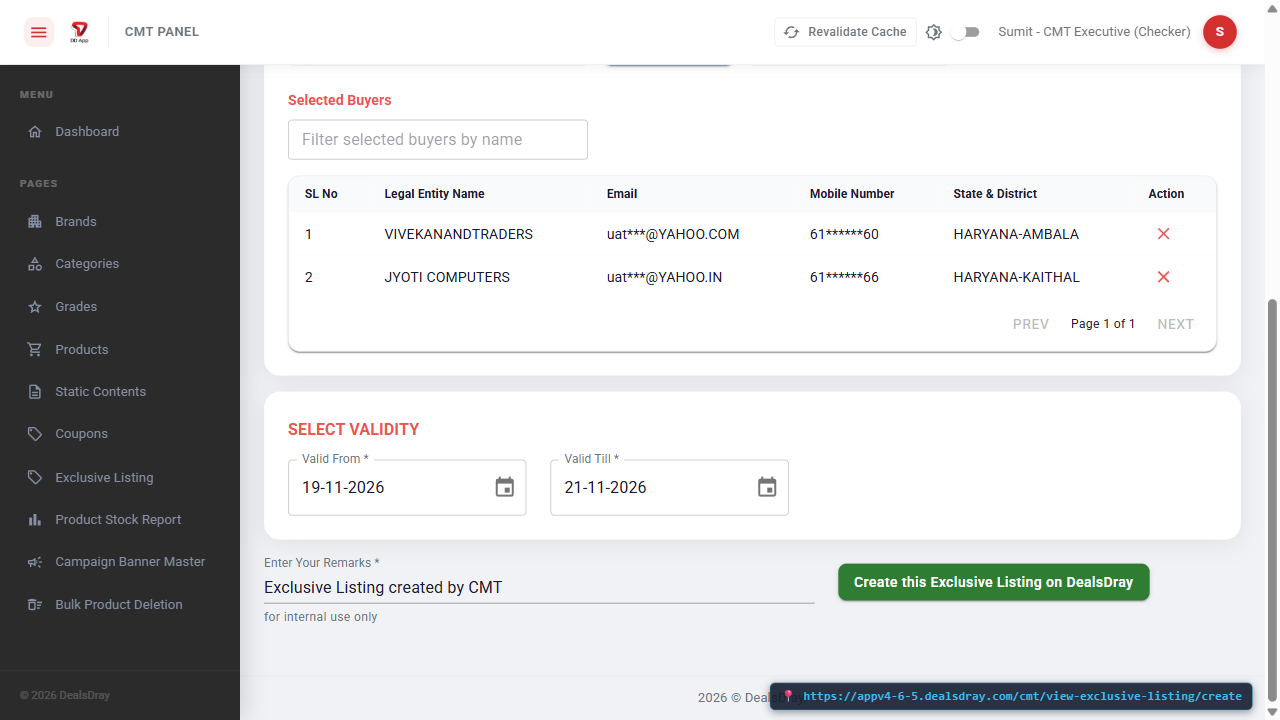 DD App
CMT PANEL
Revalidate Cache
Sumit - CMT Executive (Checker)
S
MENU
Dashboard
PAGES
Brands
Categories
Grades
Products
Static Contents
Coupons
Exclusive Listing
Product Stock Report
Campaign Banner Master
Bulk Product Deletion
© 2026 DealsDray
Selected Buyers
Filter selected buyers by name
SL No Legal Entity Name Email Mobile Number State & District Action
1 VIVEKANANDTRADERS uat***@YAHOO.COM 61******60 HARYANA-AMBALA
2 JYOTI COMPUTERS uat***@YAHOO.IN 61******66 HARYANA-KAITHAL
PREV Page 1 of 1 NEXT
SELECT VALIDITY
Valid From * Valid Till *
19-11-2026 21-11-2026
Enter Your Remarks *
Exclusive Listing created by CMT
for internal use only
Create this Exclusive Listing on DealsDray
2026 © DealsDray
https://appv4-6-5.dealsdray.com/cmt/view-exclusive-listing/create